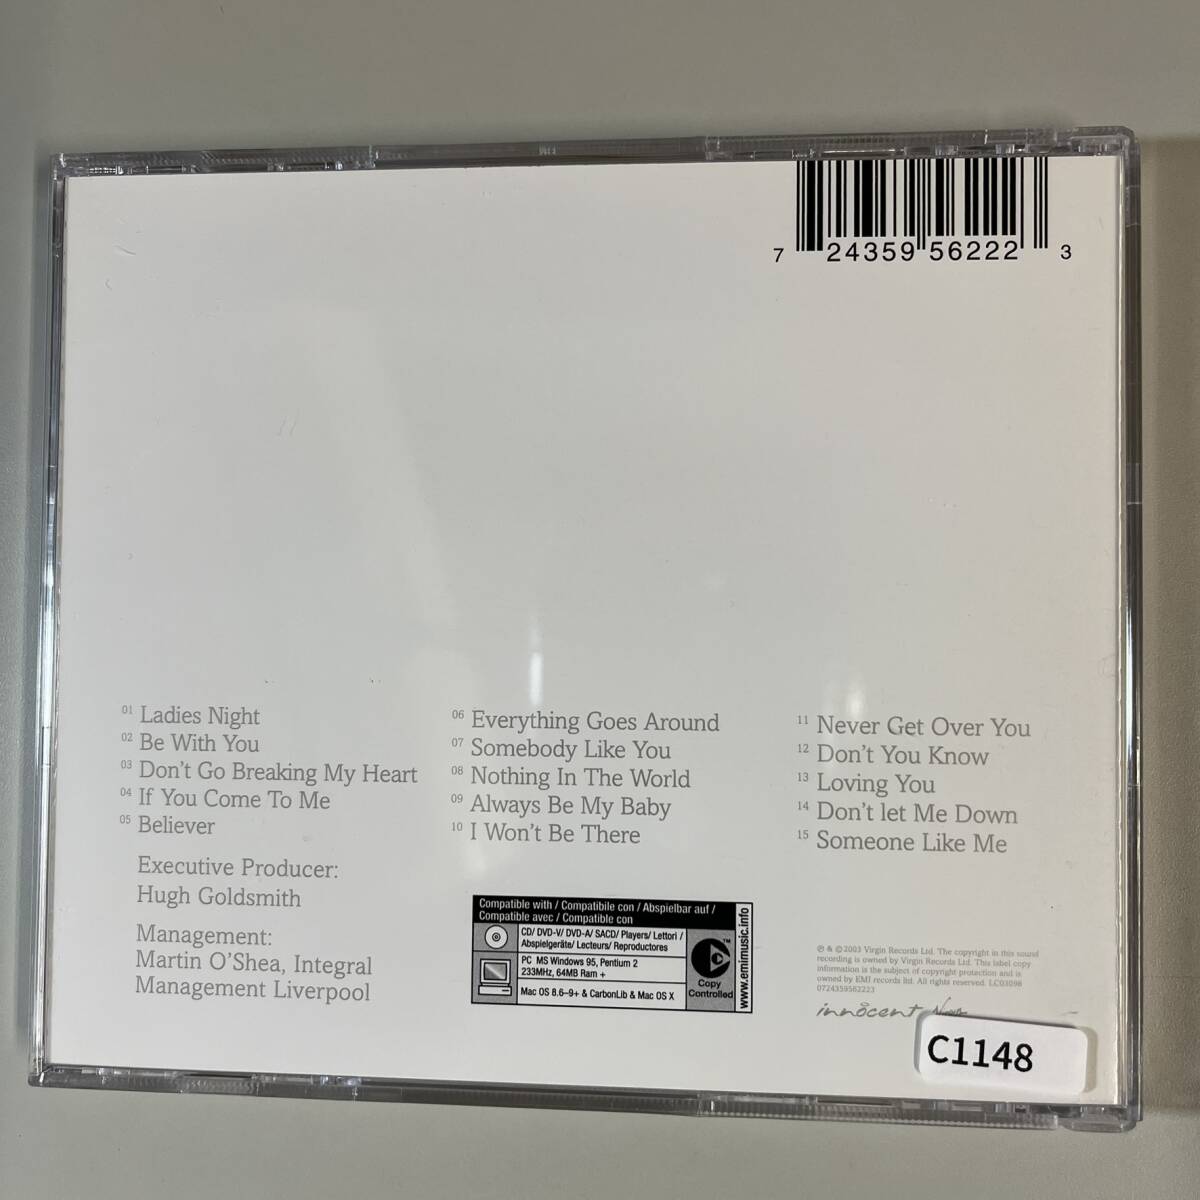 7 24359 56222 3
01 Ladies Night
02 Be With You
03 Don't Go Breaking My Heart
04 If You Come To Me
05 Believer
06 Everything Goes Around
07 Somebody Like You
08 Nothing In The World
09 Always Be My Baby
10 I Won't Be There
11 Never Get Over You
12 Don't You Know
13 Loving You
14 Don't let Me Down
15 Someone Like Me
Executive Producer:
Hugh Goldsmith
Management:
Martin O'Shea, Integral
Management Liverpool
Compatible with / Compatibile con / Abspielbar auf /
Compatible avec / Compatible con
CD/ DVD-V/ DVD-A/ SACD/ Players/ Lettori /
Abspielgeräte/ Lecteurs/ Reproductores
PC MS Windows 95, Pentium 2
233MHz, 64MB Ram +
Mac OS 8.6–9+ & CarbonLib & Mac OS X
TM
Copy
Controlled
www.emimusic.info
℗ & © 2003 Virgin Records Ltd. The copyright in this sound
recording is owned by Virgin Records Ltd. This label copy
information is the subject of copyright protection and is
owned by EMI records ltd. All rights reserved. LC03098
0724359562223
innocent
C1148